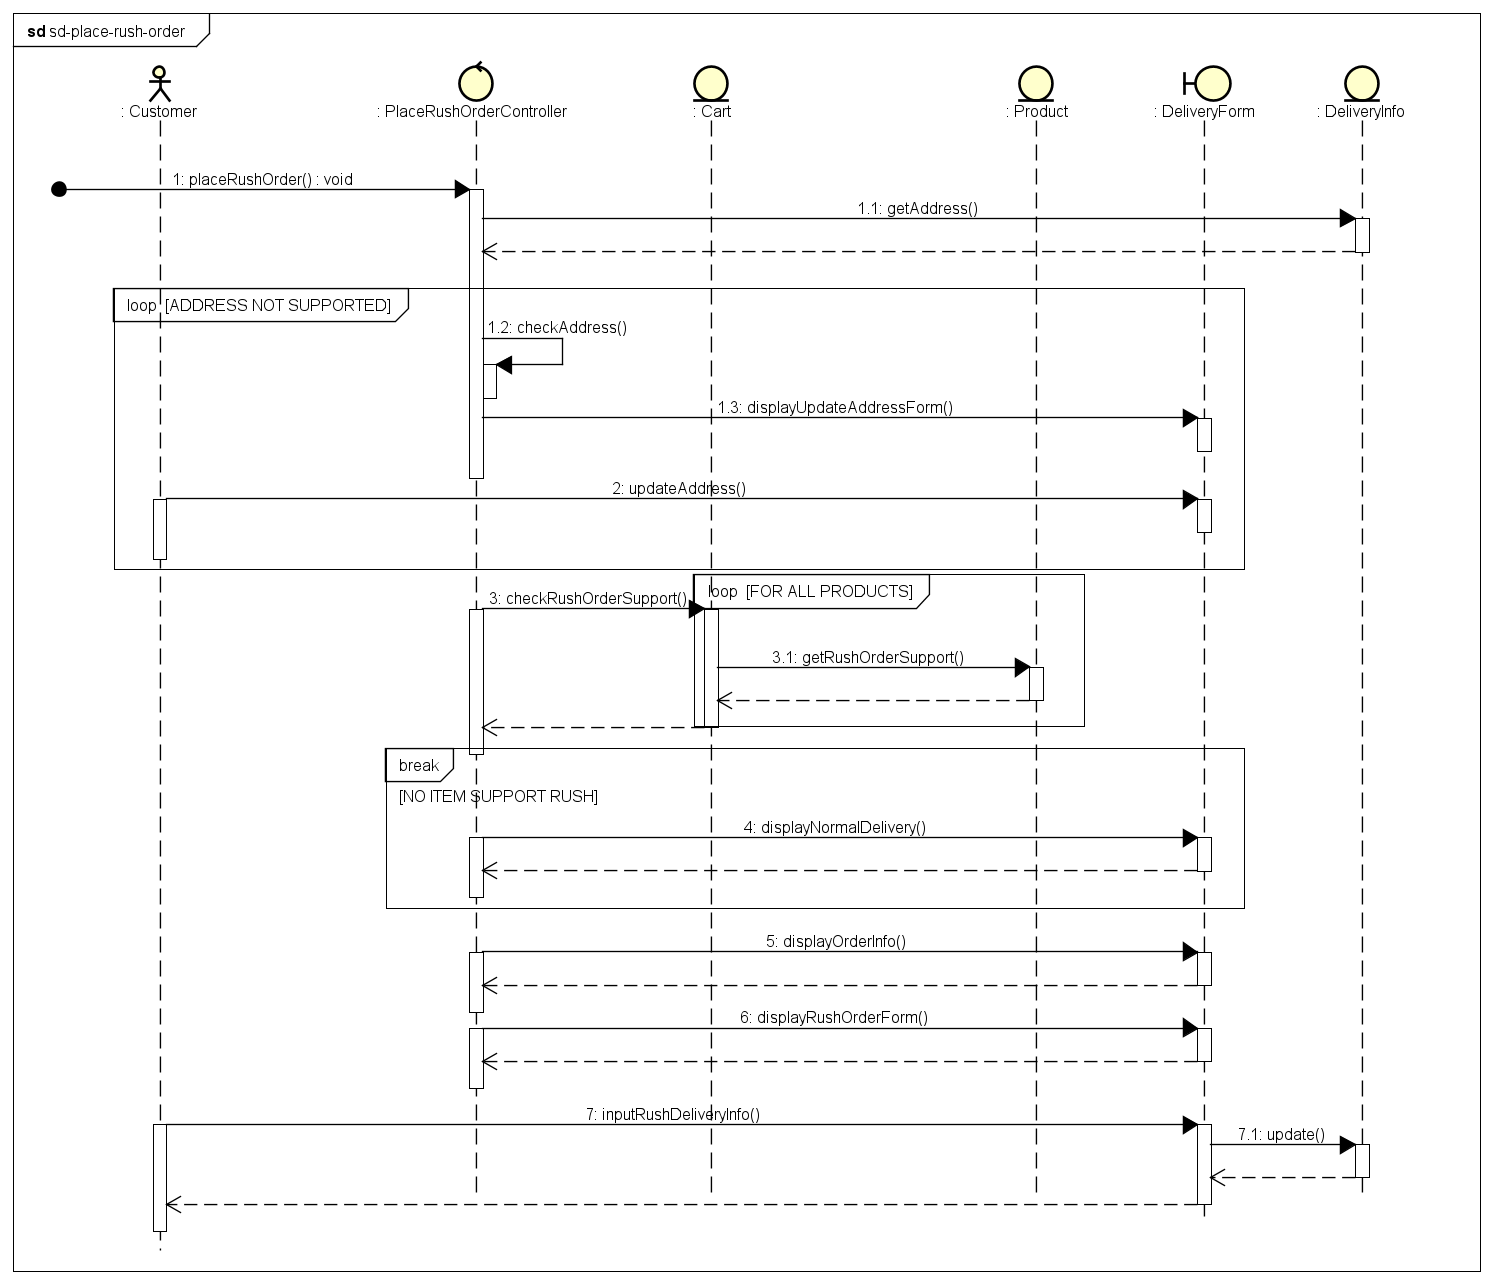 sd sd-place-rush-order
: Customer
: PlaceRushOrderController
: Cart
: Product
: DeliveryForm
: DeliveryInfo
1: placeRushOrder() : void
1.1: getAddress()
loop [ADDRESS NOT SUPPORTED]
1.2: checkAddress()
1.3: displayUpdateAddressForm()
2: updateAddress()
loop [FOR ALL PRODUCTS]
3: checkRushOrderSupport()
3.1: getRushOrderSupport()
break
[NO ITEM SUPPORT RUSH]
4: displayNormalDelivery()
5: displayOrderInfo()
6: displayRushOrderForm()
7: inputRushDeliveryInfo()
7.1: update()